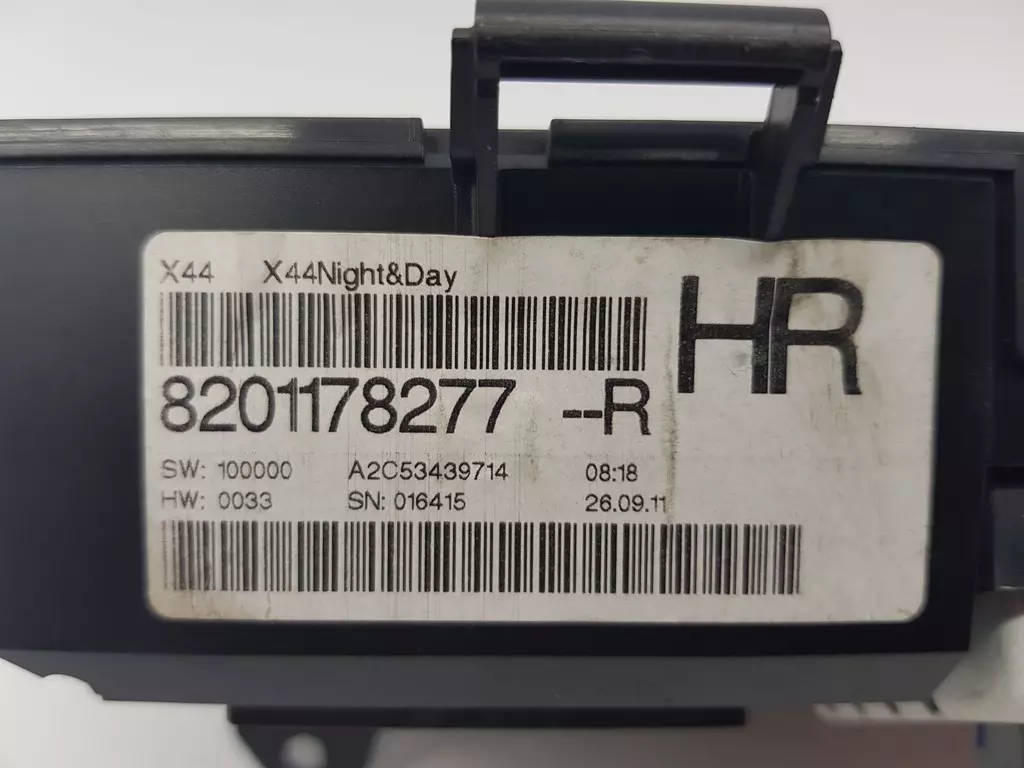 X44 X44Night&Day
HR
8201178277 --R
SW: 100000 A2C53439714 08:18
HW: 0033 SN: 016415 26.09.11